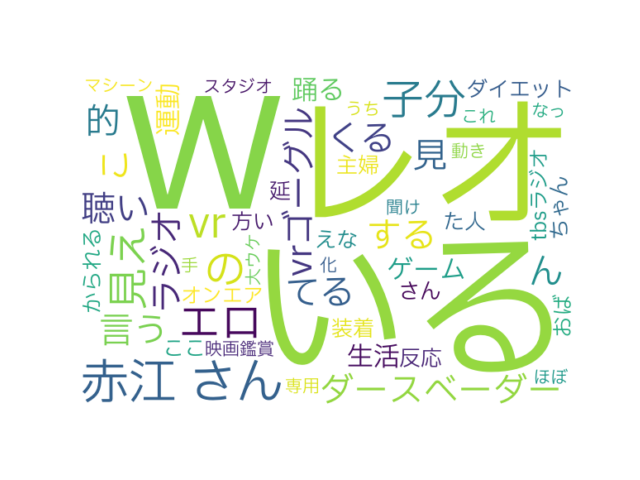 マシーン
スタジオ
踊る
子分
ダイエット
的
運動
W
レオ
うち
これ
なっ
くる
こ
ゴーグル
主婦
見
動き
聴い
vr
方い
延
聞け
た人
tbsラジオ
ちゃん
かられる
見え
ラジオ
手
の
大ウケ
vr
えな
する
いる
オンエア
てる
化
ゲーム
さん
ん
言う
エロ
装着
おば
ここ
映画鑑賞
生活
反応
赤江 さん
専用
ダースベーダー
ほぼ